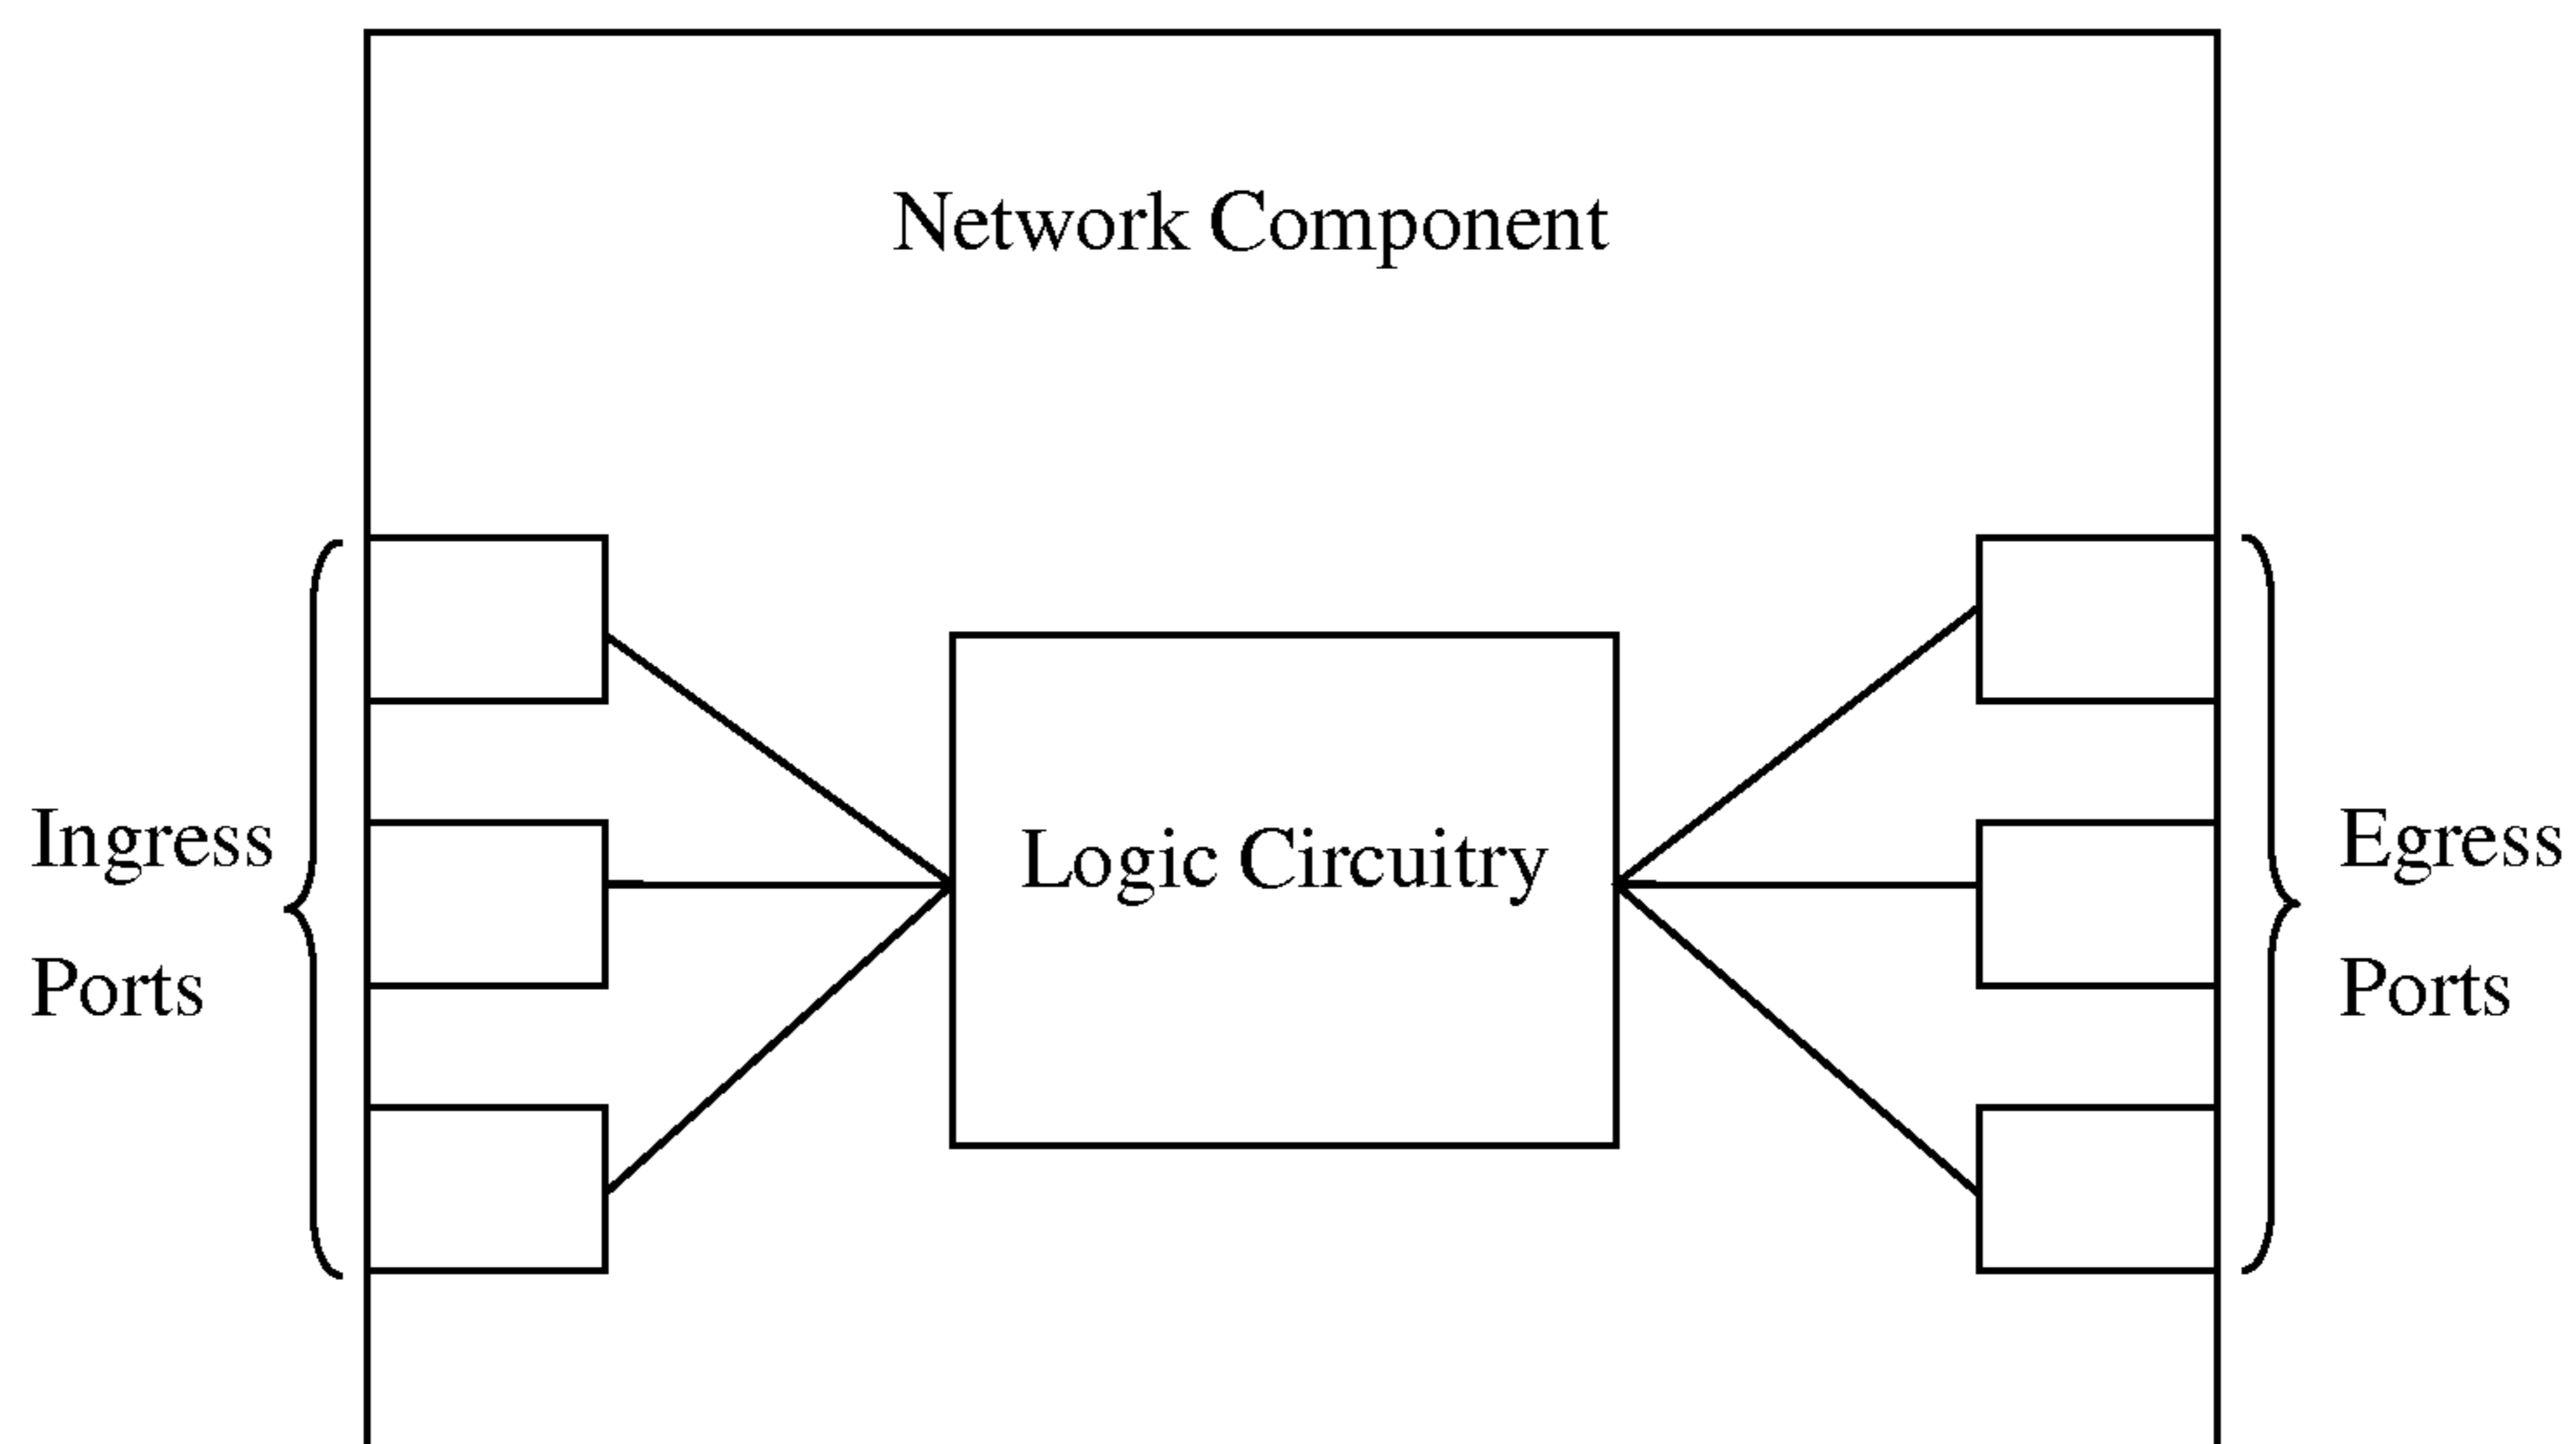 Network Component
Ingress
Ports
Logic Circuitry
Egress
Ports